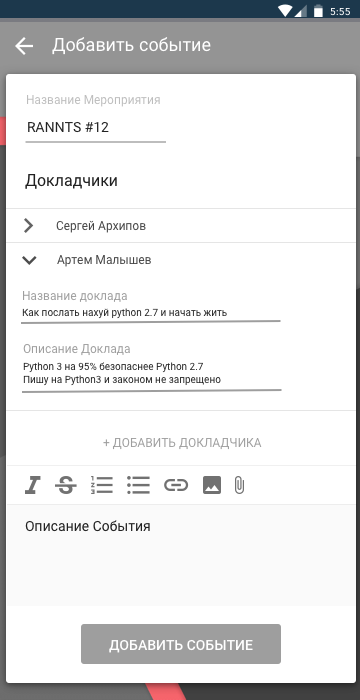 5:55
Добавить событие
Название Мероприятия
RANNTS #12
Докладчики
Сергей Архипов
Артем Малышев
Название доклада
Как послать нахуй python 2.7 и начать жить
Описание Доклада
Python 3 на 95% безопаснее Python 2.7
Пишу на Python3 и законом не запрещено
+ ДОБАВИТЬ ДОКЛАДЧИКА
Описание События
ДОБАВИТЬ СОБЫТИЕ